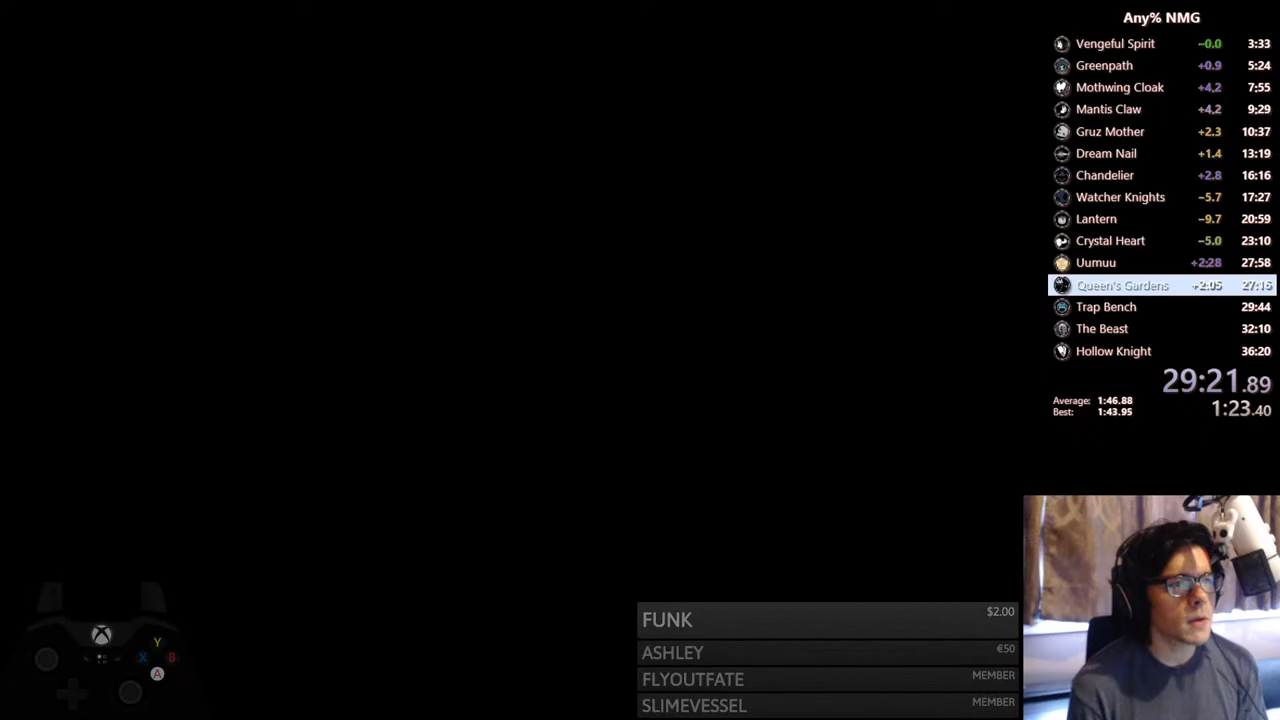 Any% NMG
Vengeful Spirit −0.0 3:33
Greenpath +0.9 5:24
Mothwing Cloak +4.2 7:55
Mantis Claw +4.2 9:29
Gruz Mother +2.3 10:37
Dream Nail +1.4 13:19
Chandelier +2.8 16:16
Watcher Knights −5.7 17:27
Lantern −9.7 20:59
Crystal Heart −5.0 23:10
Uumuu +2:28 27:58
Queen's Gardens +2:05 27:16
Trap Bench 29:44
The Beast 32:10
Hollow Knight 36:20
29:21.89
Average: 1:46.88
1:23.40
Best: 1:43.95
Y
X B
A
FUNK $2.00
ASHLEY €50
FLYOUTFATE MEMBER
SLIMEVESSEL MEMBER